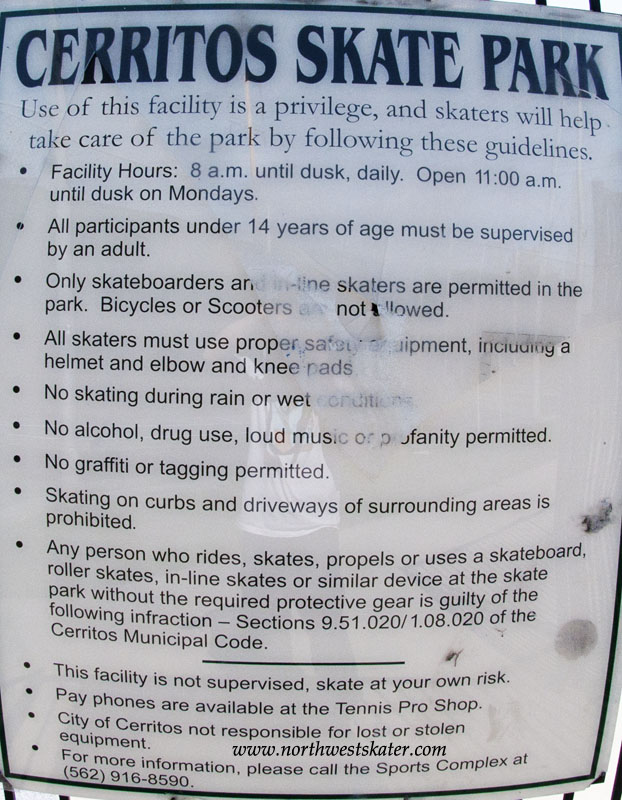 CERRITOS SKATE PARK
Use of this facility is a privilege, and skaters will help
take care of the park by following these guidelines.
• Facility Hours: 8 a.m. until dusk, daily. Open 11:00 a.m.
until dusk on Mondays.
• All participants under 14 years of age must be supervised
by an adult.
• Only skateboarders and in-line skaters are permitted in the
park. Bicycles or Scooters are not allowed.
• All skaters must use proper safety equipment, including a
helmet and elbow and knee pads
• No skating during rain or wet conditions.
• No alcohol, drug use, loud music or profanity permitted.
• No graffiti or tagging permitted.
• Skating on curbs and driveways of surrounding areas is
prohibited.
• Any person who rides, skates, propels or uses a skateboard,
roller skates, in-line skates or similar device at the skate
park without the required protective gear is guilty of the
following infraction – Sections 9.51.020/1.08.020 of the
Cerritos Municipal Code.
• This facility is not supervised, skate at your own risk.
• Pay phones are available at the Tennis Pro Shop.
• City of Cerritos not responsible for lost or stolen
equipment.
www.northwestskater.com
• For more information, please call the Sports Complex at
(562) 916-8590.